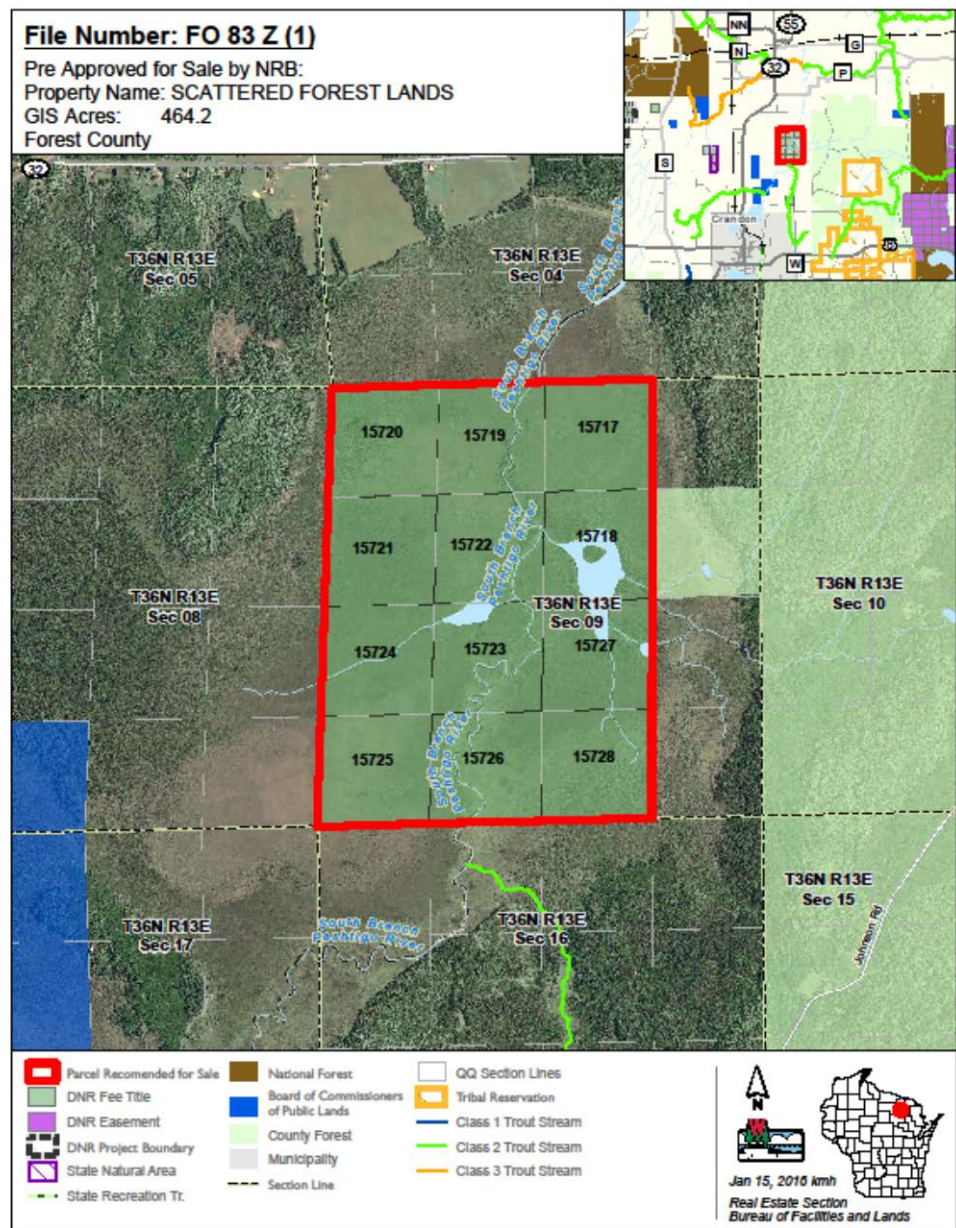 File Number: FO 83 Z (1)
Pre Approved for Sale by NRB:
Property Name: SCATTERED FOREST LANDS
GIS Acres: 464.2
Forest County
NN
55
N
G
32
P
S
Crandon
W
8
32
T36N R13E
Sec 05
T36N R13E
Sec 04
South Branch
Peshtigo River
South Branch
Peshtigo River
15720
15719
15717
15721
15722
15718
South Branch
Peshtigo River
T36N R13E
Sec 08
T36N R13E
Sec 09
T36N R13E
Sec 10
15724
15723
15727
15725
15726
15728
South Branch
Peshtigo River
T36N R13E
Sec 17
South Branch
Peshtigo River
T36N R13E
Sec 16
T36N R13E
Sec 15
Johnson Rd
Parcel Recomended for Sale
DNR Fee Title
DNR Easement
DNR Project Boundary
State Natural Area
State Recreation Tr.
National Forest
Board of Commissioners
of Public Lands
County Forest
Municipality
Section Line
QQ Section Lines
Tribal Reservation
Class 1 Trout Stream
Class 2 Trout Stream
Class 3 Trout Stream
N
W
Jan 15, 2016 kmh
Real Estate Section
Bureau of Facilities and Lands